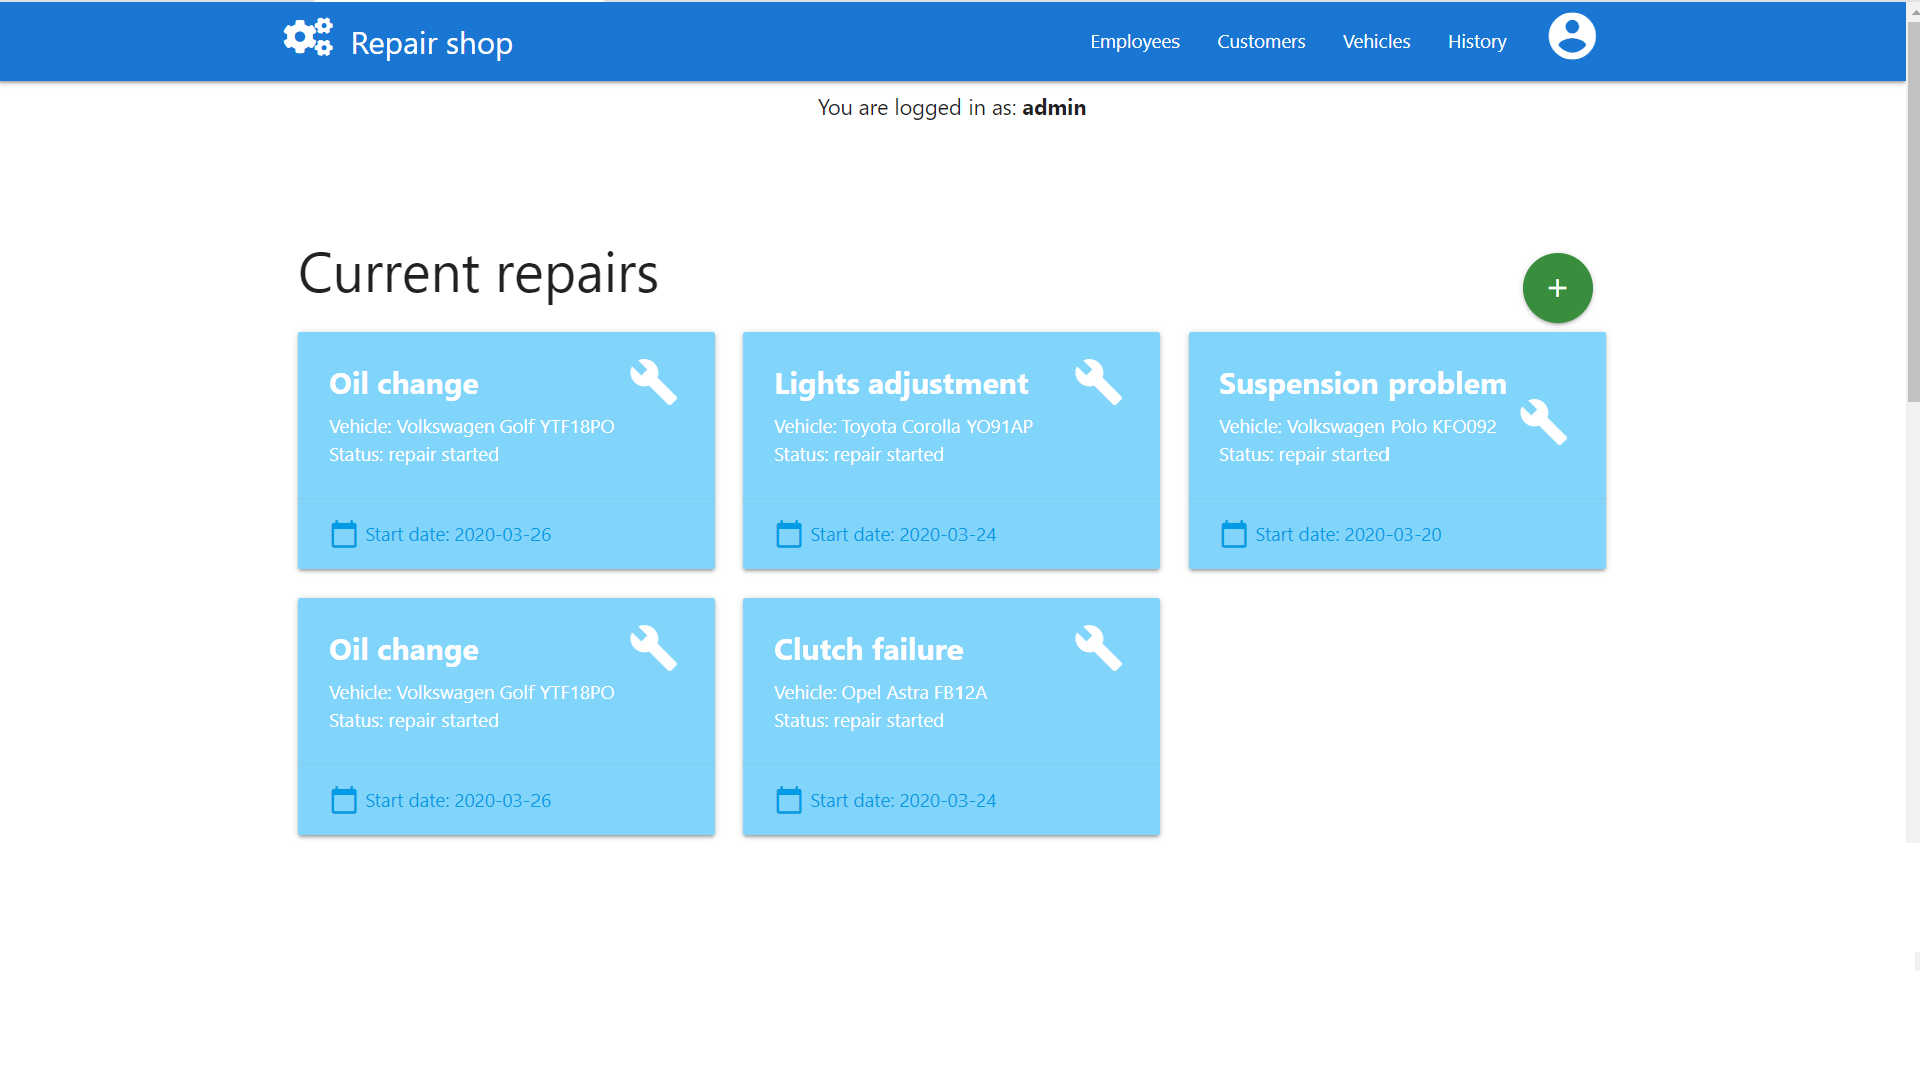 Repair shop
Employees
Customers
Vehicles
History
You are logged in as: admin
Current repairs
+
Oil change
Vehicle: Volkswagen Golf YTF18PO
Status: repair started
Start date: 2020-03-26
Lights adjustment
Vehicle: Toyota Corolla YO91AP
Status: repair started
Start date: 2020-03-24
Suspension problem
Vehicle: Volkswagen Polo KFO092
Status: repair started
Start date: 2020-03-20
Oil change
Vehicle: Volkswagen Golf YTF18PO
Status: repair started
Start date: 2020-03-26
Clutch failure
Vehicle: Opel Astra FB12A
Status: repair started
Start date: 2020-03-24